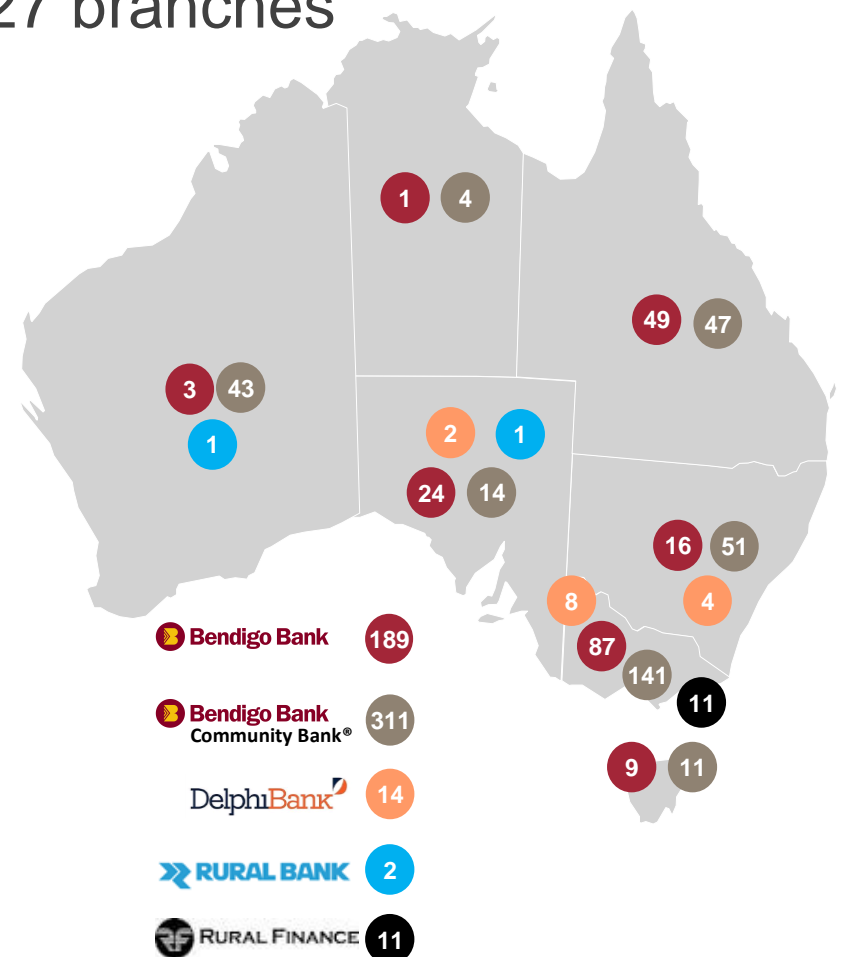 27 branches
1 4
49 47
3 43
1
2 1
24 14
16 51
8 4
87
141
11
9 11
Bendigo Bank 189
Bendigo Bank
Community Bank® 311
DelphiBank 14
RURAL BANK 2
RF RURAL FINANCE 11